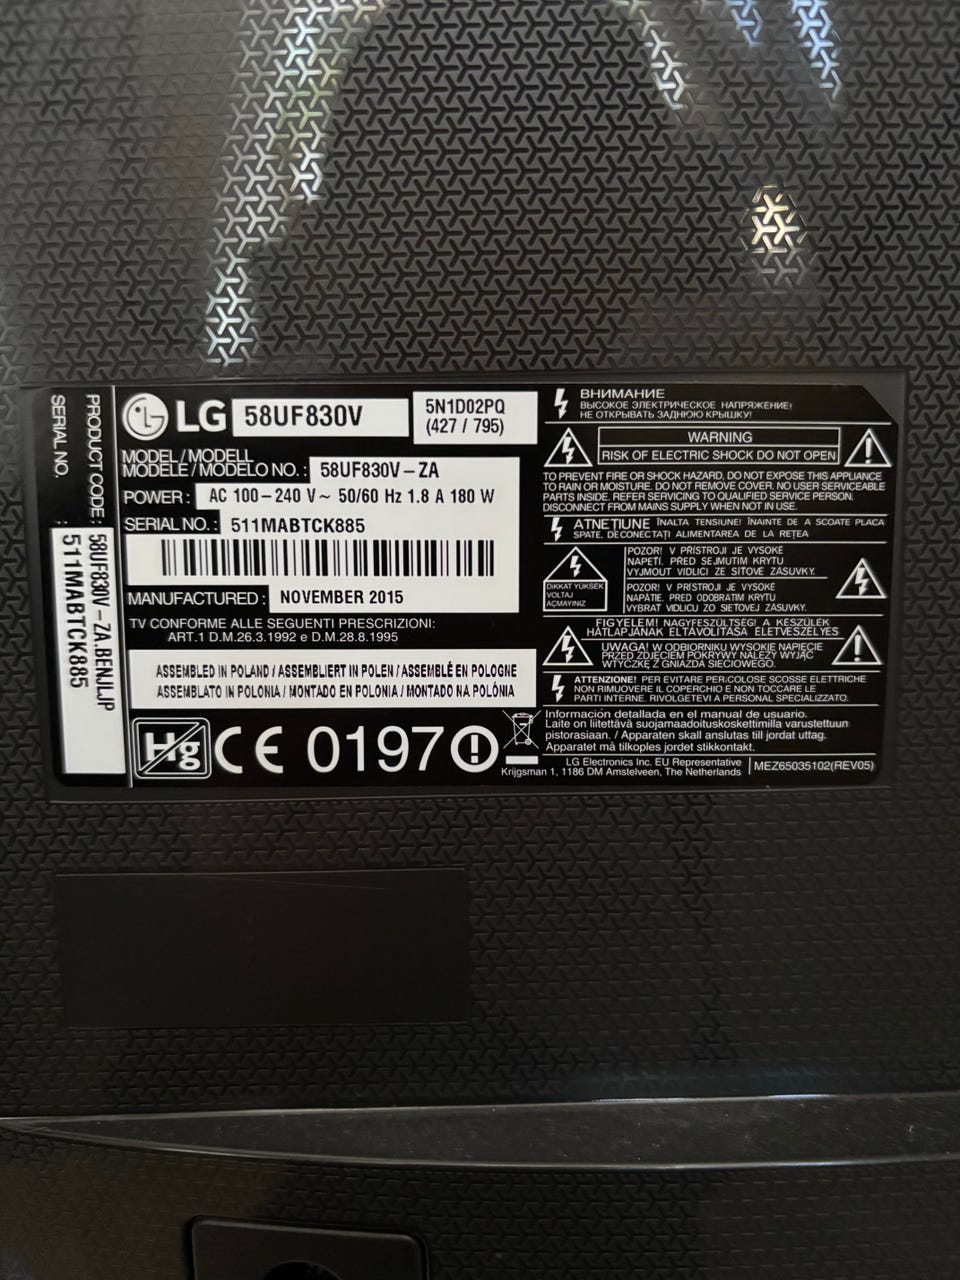 SERIAL NO. : 511MABTCK885
PRODUCT CODE : 58UF830V-ZA.BENJLJP
LG 58UF830V
5N1D02PQ
(427 / 795)
MODEL / MODELL
MODÈLE / MODELO NO. : 58UF830V-ZA
POWER : AC 100-240 V~ 50/60 Hz 1.8 A 180 W
SERIAL NO. : 511MABTCK885
MANUFACTURED : NOVEMBER 2015
TV CONFORME ALLE SEGUENTI PRESCRIZIONI:
ART.1 D.M.26.3.1992 e D.M.28.8.1995
ASSEMBLED IN POLAND / ASSEMBLIERT IN POLEN / ASSEMBLÉ EN POLOGNE
ASSEMBLATO IN POLONIA / MONTADO EN POLONIA / MONTADO NA POLÓNIA
Hg CE 0197
ВНИМАНИЕ
ВЫСОКОЕ ЭЛЕКТРИЧЕСКОЕ НАПРЯЖЕНИЕ!
НЕ ОТКРЫВАТЬ ЗАДНЮЮ КРЫШКУ!
WARNING
RISK OF ELECTRIC SHOCK DO NOT OPEN
TO PREVENT FIRE OR SHOCK HAZARD, DO NOT EXPOSE THIS APPLIANCE
TO RAIN OR MOISTURE. DO NOT REMOVE COVER. NO USER SERVICEABLE
PARTS INSIDE. REFER SERVICING TO QUALIFIED SERVICE PERSON.
DISCONNECT FROM MAINS SUPPLY WHEN NOT IN USE.
ATNEȚIUNE ÎNALTA TENSIUNE! ÎNAINTE DE A SCOATE PLACA
SPATE, DECONECTAȚI ALIMENTAREA DE LA REȚEA
DiKKAT YUKSEK
VOLTAJ
AÇMAYINIZ
POZOR! V PŘÍSTROJI JE VYSOKÉ
NAPĚTÍ. PŘED SEJMUTÍM KRYTU
VYJMOUT VIDLICI ZE SÍŤOVÉ ZÁSUVKY.
POZOR! V PRÍSTROJI JE VYSOKÉ
NAPÄTIE. PRED ODOBRATÍM KRYTU
VYBRAŤ VIDLICU ZO SIEŤOVEJ ZÁSUVKY.
FIGYELEM! NAGYFESZÜLTSÉG! A KÉSZÜLÉK
HÁTLAPJÁNAK ELTÁVOLÍTÁSA ÉLETVESZÉLYES
UWAGA! W ODBIORNIKU WYSOKIE NAPIĘCIE
PRZED ZDJĘCIEM POKRYWY NALEŻY WYJĄĆ
WTYCZKĘ Z GNIAZDA SIECIOWEGO.
ATTENZIONE! PER EVITARE PERICOLOSE SCOSSE ELETTRICHE
NON RIMUOVERE IL COPERCHIO E NON TOCCARE LE
PARTI INTERNE. RIVOLGETEVI A PERSONAL SPECIALIZZATO.
Información detallada en el manual de usuario.
Laite on liitettävä suojamaadoituskoskettimilla varustettuun
pistorasiaan. / Apparaten skall anslutas till jordat uttag.
Apparatet må tilkoples jordet stikkontakt.
LG Electronics Inc. EU Representative
Krijgsman 1, 1186 DM Amstelveen, The Netherlands
MEZ65035102(REV05)